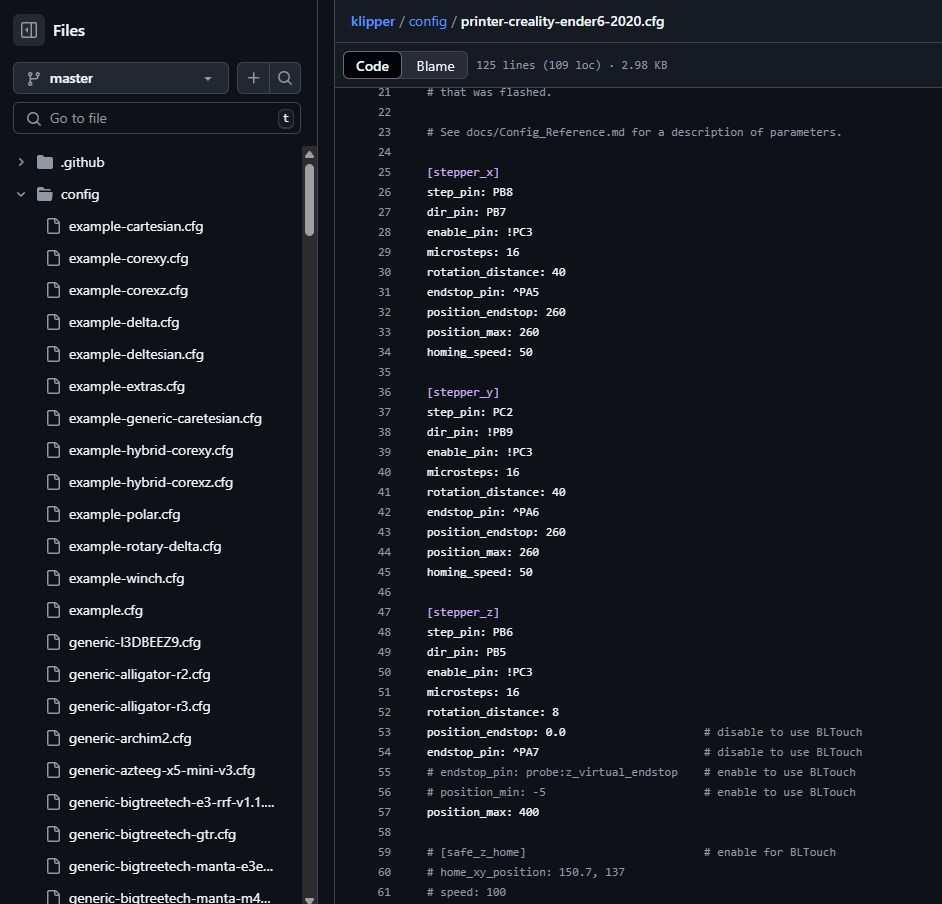 Files
master
Go to file
t
.github
config
example-cartesian.cfg
example-corexy.cfg
example-corexz.cfg
example-delta.cfg
example-deltesian.cfg
example-extras.cfg
example-generic-caretesian.cfg
example-hybrid-corexy.cfg
example-hybrid-corexz.cfg
example-polar.cfg
example-rotary-delta.cfg
example-winch.cfg
example.cfg
generic-I3DBEEZ9.cfg
generic-alligator-r2.cfg
generic-alligator-r3.cfg
generic-archim2.cfg
generic-azteeg-x5-mini-v3.cfg
generic-bigtreetech-e3-rrf-v1.1....
generic-bigtreetech-gtr.cfg
generic-bigtreetech-manta-e3e...
generic-bigtreetech-manta-m4...
klipper / config / printer-creality-ender6-2020.cfg
Code Blame 125 lines (109 loc) · 2.98 KB
21 # that was flashed.
22
23 # See docs/Config_Reference.md for a description of parameters.
24
25 [stepper_x]
26 step_pin: PB8
27 dir_pin: PB7
28 enable_pin: !PC3
29 microsteps: 16
30 rotation_distance: 40
31 endstop_pin: ^PA5
32 position_endstop: 260
33 position_max: 260
34 homing_speed: 50
35
36 [stepper_y]
37 step_pin: PC2
38 dir_pin: !PB9
39 enable_pin: !PC3
40 microsteps: 16
41 rotation_distance: 40
42 endstop_pin: ^PA6
43 position_endstop: 260
44 position_max: 260
45 homing_speed: 50
46
47 [stepper_z]
48 step_pin: PB6
49 dir_pin: PB5
50 enable_pin: !PC3
51 microsteps: 16
52 rotation_distance: 8
53 position_endstop: 0.0 # disable to use BLTouch
54 endstop_pin: ^PA7 # disable to use BLTouch
55 # endstop_pin: probe:z_virtual_endstop # enable to use BLTouch
56 # position_min: -5 # enable to use BLTouch
57 position_max: 400
58
59 # [safe_z_home] # enable for BLTouch
60 # home_xy_position: 150.7, 137
61 # speed: 100